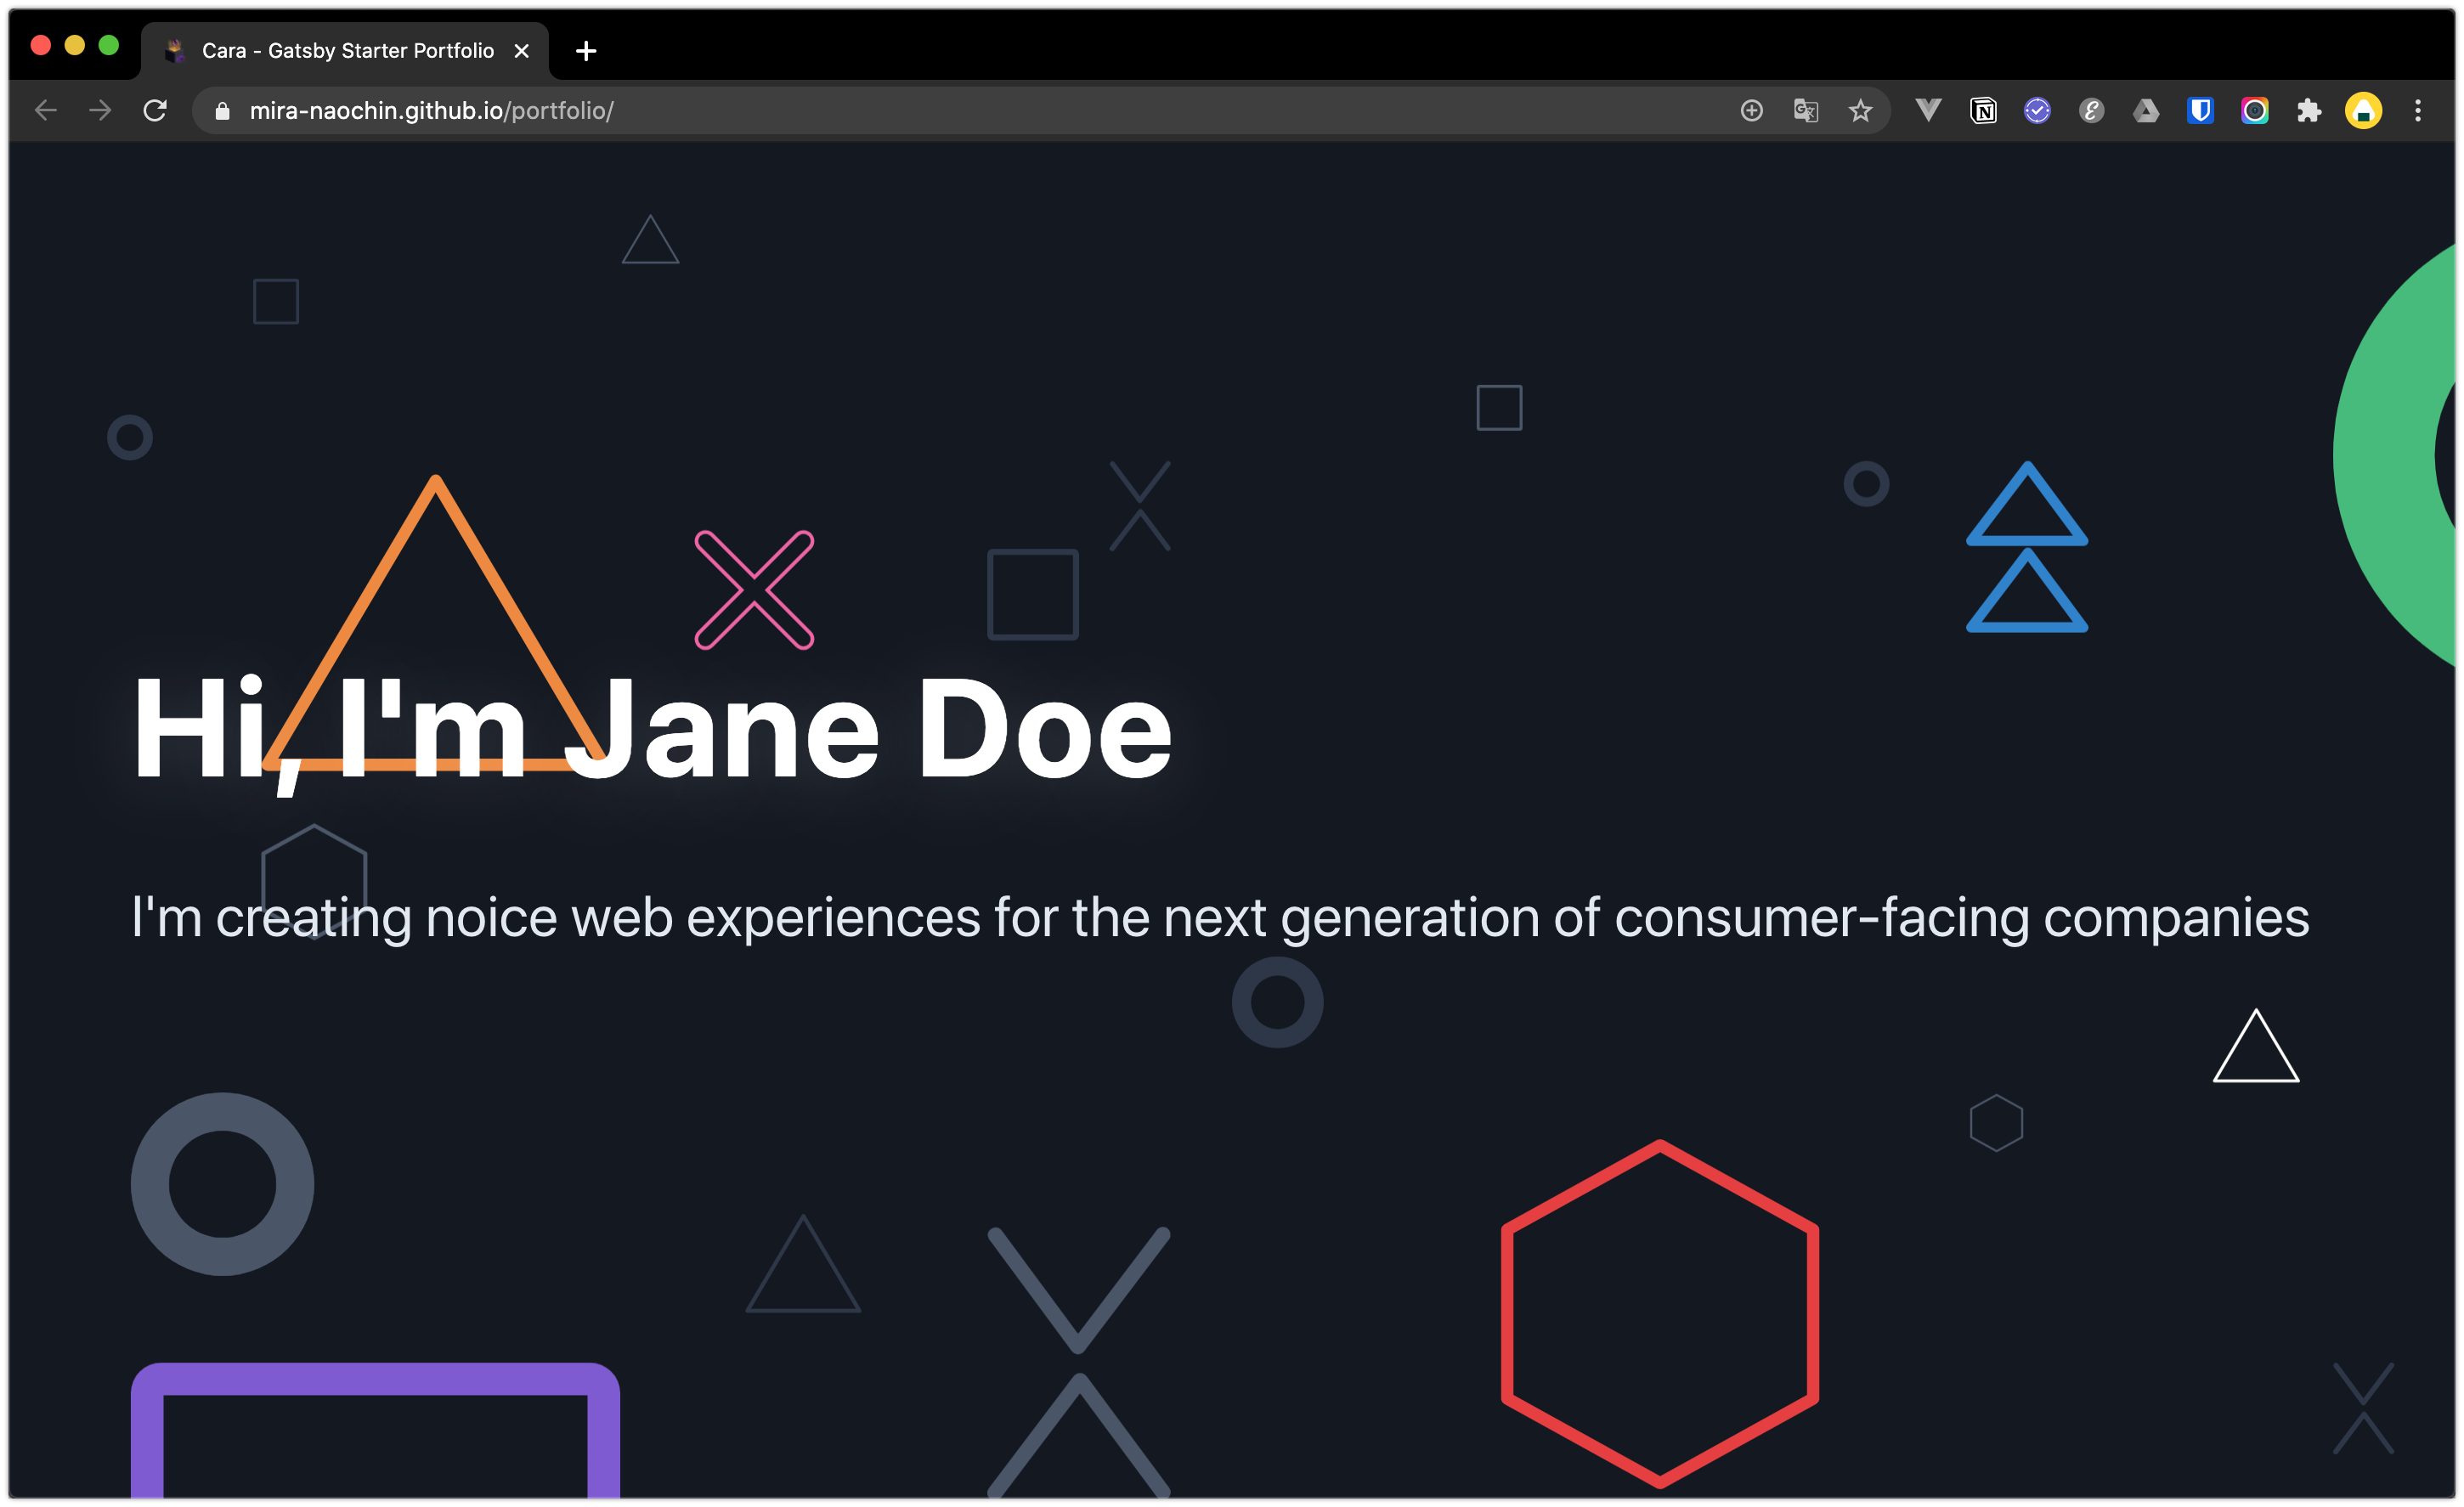 Cara - Gatsby Starter Portfolio
mira-naochin.github.io/portfolio/
Hi, I'm Jane Doe
I'm creating noice web experiences for the next generation of consumer-facing companies